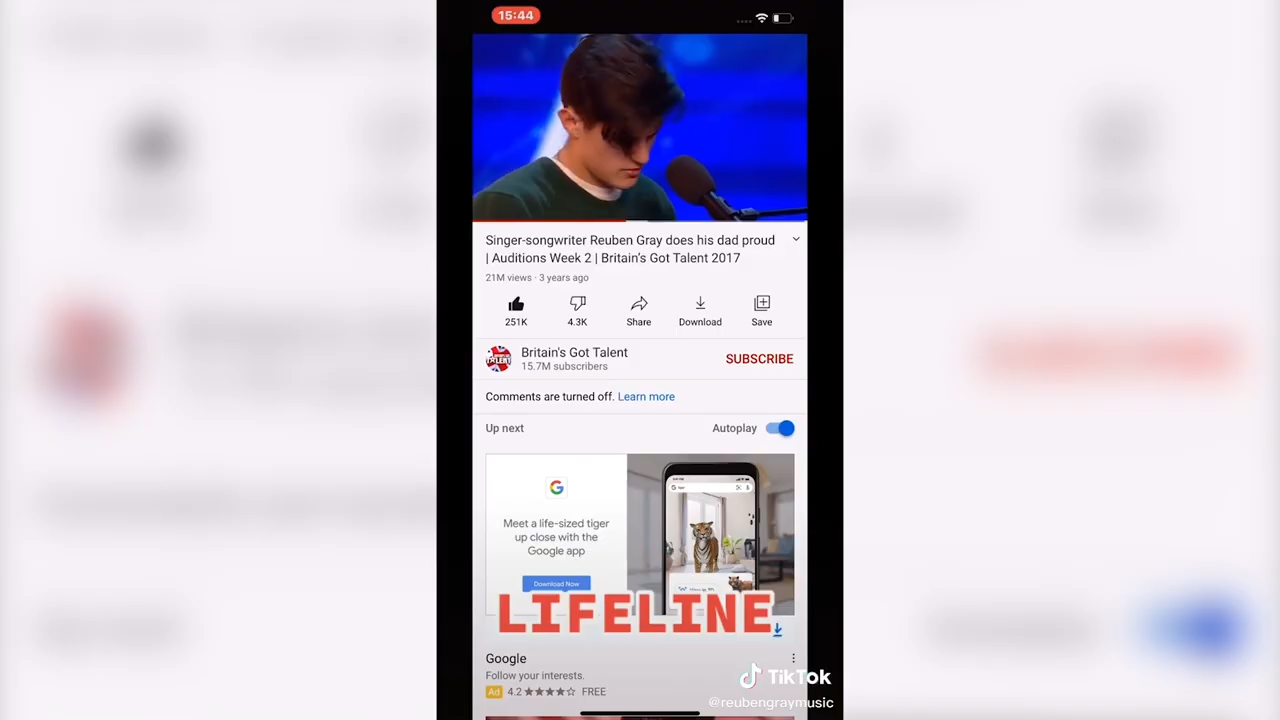 15:44
Singer-songwriter Reuben Gray does his dad proud
| Auditions Week 2 | Britain's Got Talent 2017
21M views · 3 years ago
251K
4.3K
Share
Download
Save
Britain's Got Talent
15.7M subscribers
SUBSCRIBE
Comments are turned off. Learn more
Up next
Autoplay
Meet a life-sized tiger
up close with the
Google app
Download Now
LIFELINE
Google
Follow your interests.
Ad 4.2 FREE
TikTok
@reubengraymusic